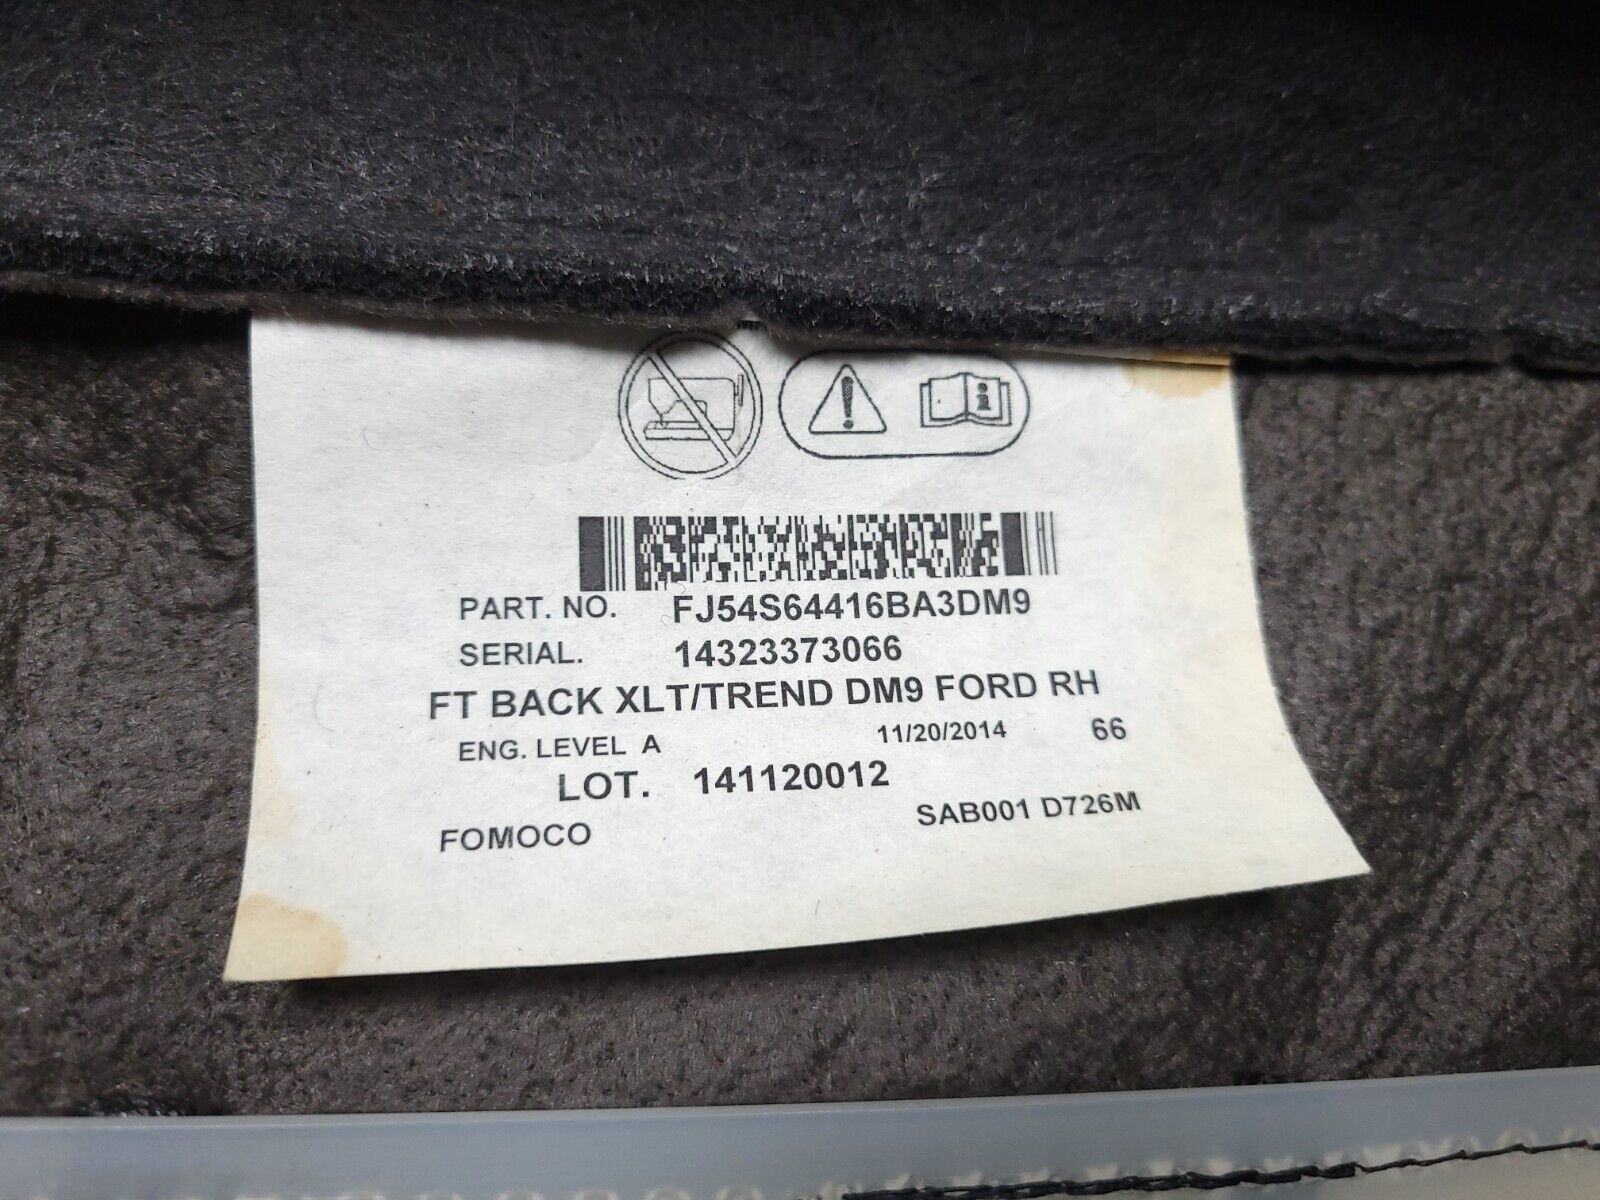 PART. NO. FJ54S64416BA3DM9
SERIAL. 14323373066
FT BACK XLT/TREND DM9 FORD RH
ENG. LEVEL A 11/20/2014 66
LOT. 141120012
FOMOCO SAB001 D726M